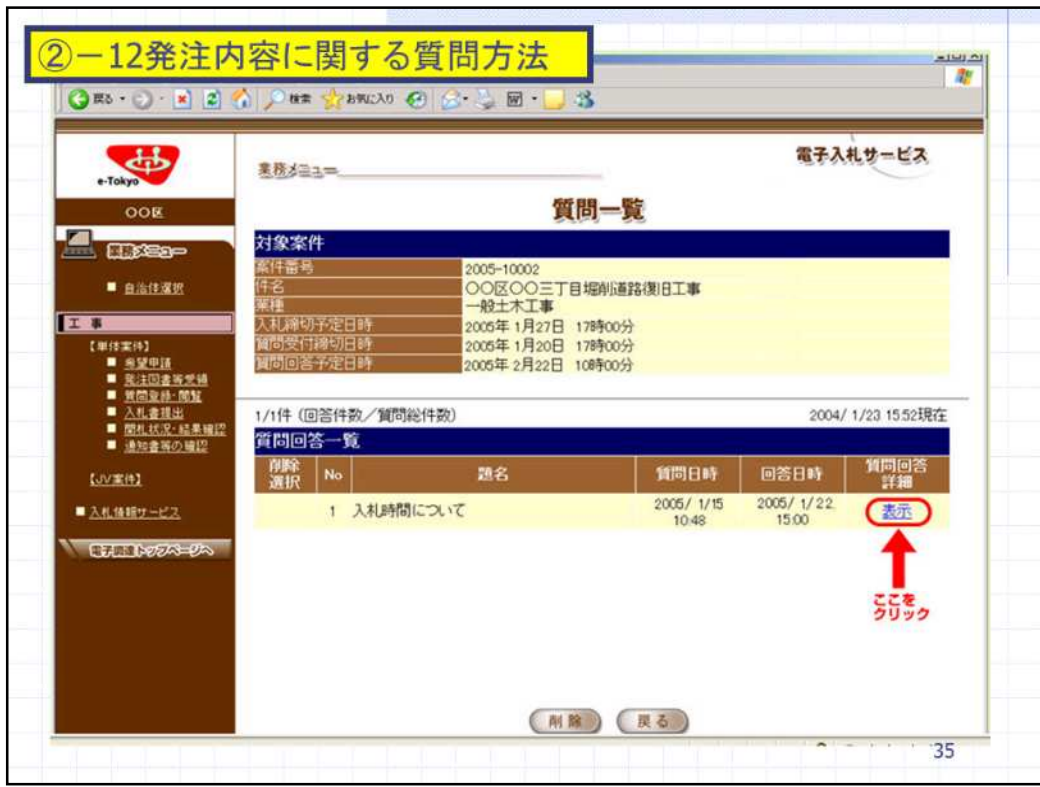 ②－12発注内容に関する質問方法
戻る
検索
お気に入り
e-Tokyo
業務メニュー
電子入札サービス
〇〇区
質問一覧
業務メニュー
対象案件
案件番号 2005-10002
自治体選択
件名 〇〇区〇〇三丁目堀削道路復旧工事
業種 一般土木工事
工 事
入札締切予定日時 2005年 1月27日 17時00分
【単体案件】
質問受付締切日時 2005年 1月20日 17時00分
希望申請
質問回答予定日時 2005年 2月22日 10時00分
発注図書等受領
質問登録・閲覧
入札書提出
1/1件（回答件数／質問総件数） 2004/ 1/23 15:52現在
開札状況・結果確認
質問回答一覧
通知書等の確認
削除選択 No 題名 質問日時 回答日時 質問回答詳細
【JV案件】
1 入札時間について 2005/ 1/15 10:48 2005/ 1/22 15:00 表示
入札情報サービス
電子調達トップページへ
ここを
クリック
削 除 戻 る
35